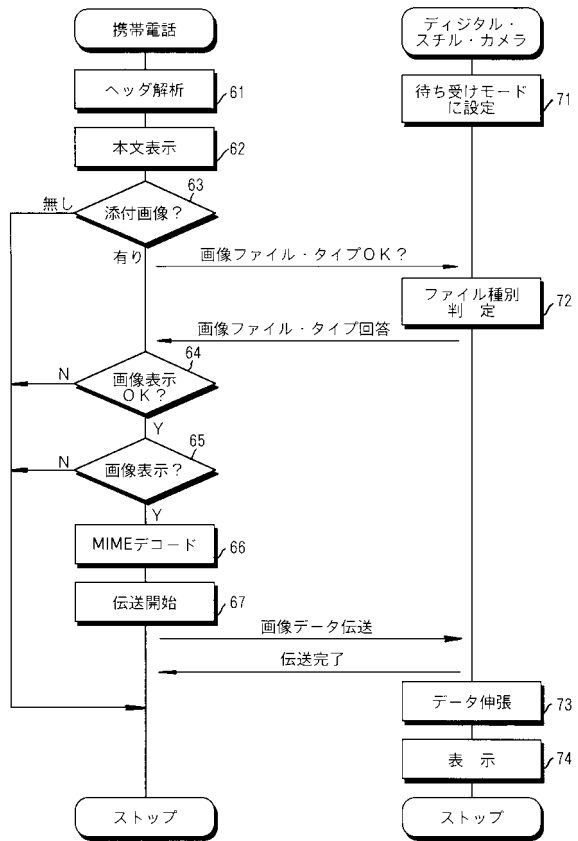 携帯電話
ディジタル・
スチル・カメラ
ヘッダ解析
61
待ち受けモード
に設定
71
本文表示
62
63
添付画像?
無し
有り
画像ファイル・タイプOK?
ファイル種別
判 定
72
画像ファイル・タイプ回答
64
画像表示
OK?
N
Y
65
画像表示?
N
Y
MIMEデコード
66
伝送開始
67
画像データ伝送
伝送完了
データ伸張
73
表 示
74
ストップ
ストップ